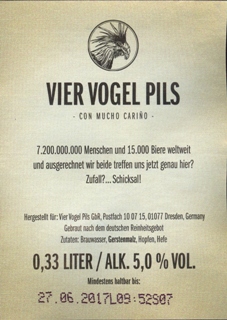 VIER VOGEL PILS
- CON MUCHO CARIÑO -
7.200.000.000 Menschen und 15.000 Biere weltweit
und ausgerechnet wir beide treffen uns jetzt genau hier?
Zufall?... Schicksal!
Hergestellt für: Vier Vogel Pils GbR, Postfach 10 07 15, 01077 Dresden, Germany
Gebraut nach dem deutschen Reinheitsgebot
Zutaten: Brauwasser, Gerstenmalz, Hopfen, Hefe
0,33 LITER / ALK. 5,0 % VOL.
Mindestens haltbar bis:
27.06.2017L09:52S07